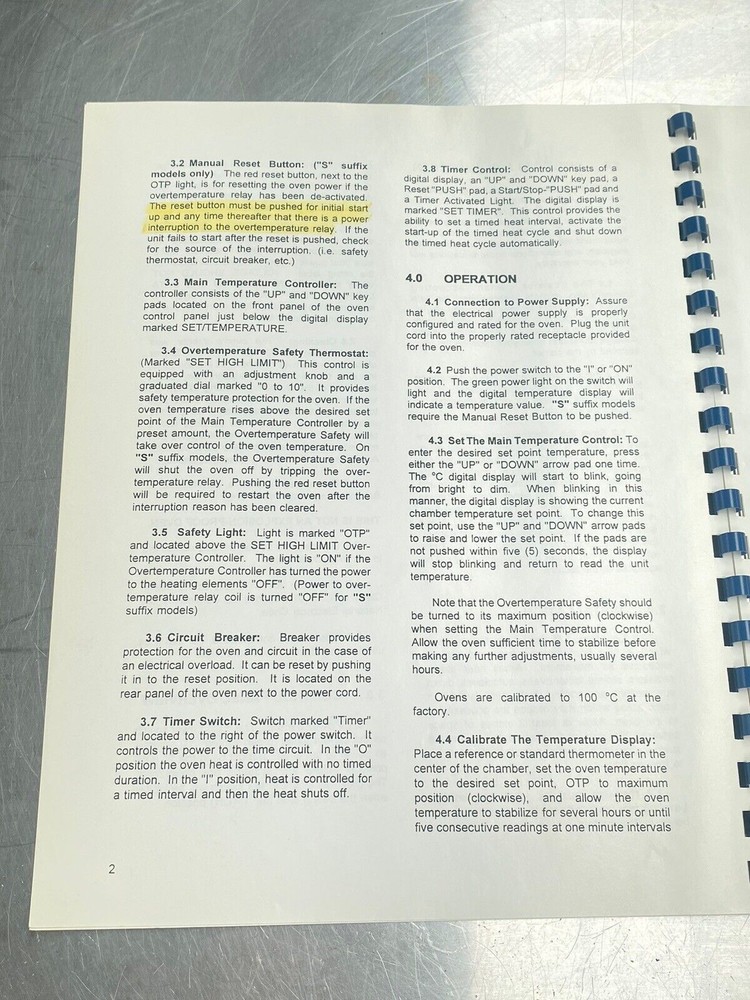 3.2 Manual Reset Button: ("S" suffix
models only) The red reset button, next to the
OTP light, is for resetting the oven power if the
overtemperature relay has been de-activated.
The reset button must be pushed for initial start
up and any time thereafter that there is a power
interruption to the overtemperature relay. If the
unit fails to start after the reset is pushed, check
for the source of the interruption. (i.e. safety
thermostat, circuit breaker, etc.)
3.3 Main Temperature Controller: The
controller consists of the "UP" and "DOWN" key
pads located on the front panel of the oven
control panel just below the digital display
marked SET/TEMPERATURE.
3.4 Overtemperature Safety Thermostat:
(Marked "SET HIGH LIMIT") This control is
equipped with an adjustment knob and a
graduated dial marked "0 to 10". It provides
safety temperature protection for the oven. If the
oven temperature rises above the desired set
point of the Main Temperature Controller by a
preset amount, the Overtemperature Safety will
take over control of the oven temperature. On
"S" suffix models, the Overtemperature Safety
will shut the oven off by tripping the over-
temperature relay. Pushing the red reset button
will be required to restart the oven after the
interruption reason has been cleared.
3.5 Safety Light: Light is marked "OTP"
and located above the SET HIGH LIMIT Over-
temperature Controller. The light is "ON" if the
Overtemperature Controller has turned the power
to the heating elements "OFF". (Power to over-
temperature relay coil is turned "OFF" for "S"
suffix models)
3.6 Circuit Breaker: Breaker provides
protection for the oven and circuit in the case of
an electrical overload. It can be reset by pushing
it in to the reset position. It is located on the
rear panel of the oven next to the power cord.
3.7 Timer Switch: Switch marked "Timer"
and located to the right of the power switch. It
controls the power to the time circuit. In the "O"
position the oven heat is controlled with no timed
duration. In the "I" position, heat is controlled for
a timed interval and then the heat shuts off.
2
3.8 Timer Control: Control consists of a
digital display, an "UP" and "DOWN" key pad, a
Reset "PUSH" pad, a Start/Stop-"PUSH" pad and
a Timer Activated Light. The digital display is
marked "SET TIMER". This control provides the
ability to set a timed heat interval, activate the
start-up of the timed heat cycle and shut down
the timed heat cycle automatically.
4.0 OPERATION
4.1 Connection to Power Supply: Assure
that the electrical power supply is properly
configured and rated for the oven. Plug the unit
cord into the properly rated receptacle provided
for the oven.
4.2 Push the power switch to the "I" or "ON"
position. The green power light on the switch will
light and the digital temperature display will
indicate a temperature value. "S" suffix models
require the Manual Reset Button to be pushed.
4.3 Set The Main Temperature Control: To
enter the desired set point temperature, press
either the "UP" or "DOWN" arrow pad one time.
The °C digital display will start to blink, going
from bright to dim. When blinking in this
manner, the digital display is showing the current
chamber temperature set point. To change this
set point, use the "UP" and "DOWN" arrow pads
to raise and lower the set point. If the pads are
not pushed within five (5) seconds, the display
will stop blinking and return to read the unit
temperature.
Note that the Overtemperature Safety should
be turned to its maximum position (clockwise)
when setting the Main Temperature Control.
Allow the oven sufficient time to stabilize before
making any further adjustments, usually several
hours.
Ovens are calibrated to 100 °C at the
factory.
4.4 Calibrate The Temperature Display:
Place a reference or standard thermometer in the
center of the chamber, set the oven temperature
to the desired set point, OTP to maximum
position (clockwise), and allow the oven
temperature to stabilize for several hours or until
five consecutive readings at one minute intervals